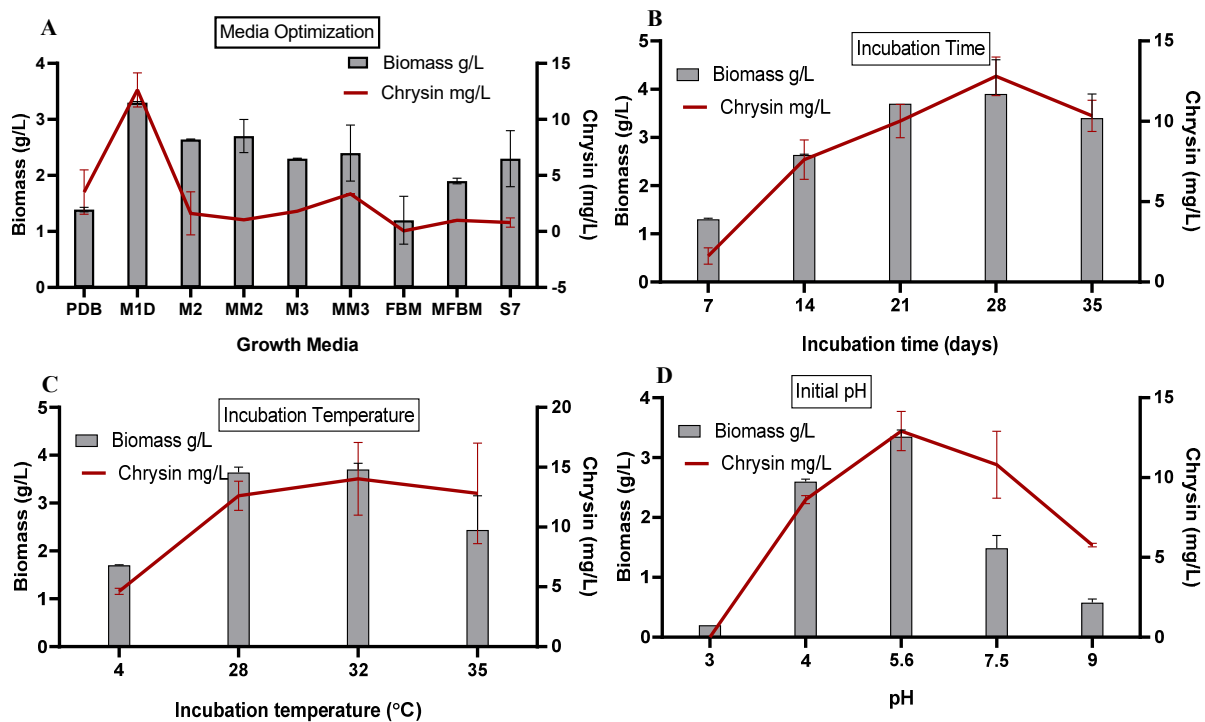 A
Media Optimization
Biomass g/L
Chrysin mg/L
Biomass (g/L)
4
3
2
1
0
Chrysin (mg/L)
15
10
5
0
-5
PDB M1D M2 MM2 M3 MM3 FBM MFBM S7
Growth Media
B
Incubation Time
Biomass g/L
Chrysin mg/L
Biomass (g/L)
5
4
3
2
1
0
Chrysin (mg/L)
15
10
5
0
7 14 21 28 35
Incubation time (days)
C
Incubation Temperature
Biomass g/L
Chrysin mg/L
Biomass (g/L)
5
4
3
2
1
0
Chrysin (mg/L)
20
15
10
5
0
4 28 32 35
Incubation temperature (°C)
D
Initial pH
Biomass g/L
Chrysin mg/L
Biomass (g/L)
4
3
2
1
0
Chrysin (mg/L)
15
10
5
0
3 4 5.6 7.5 9
pH